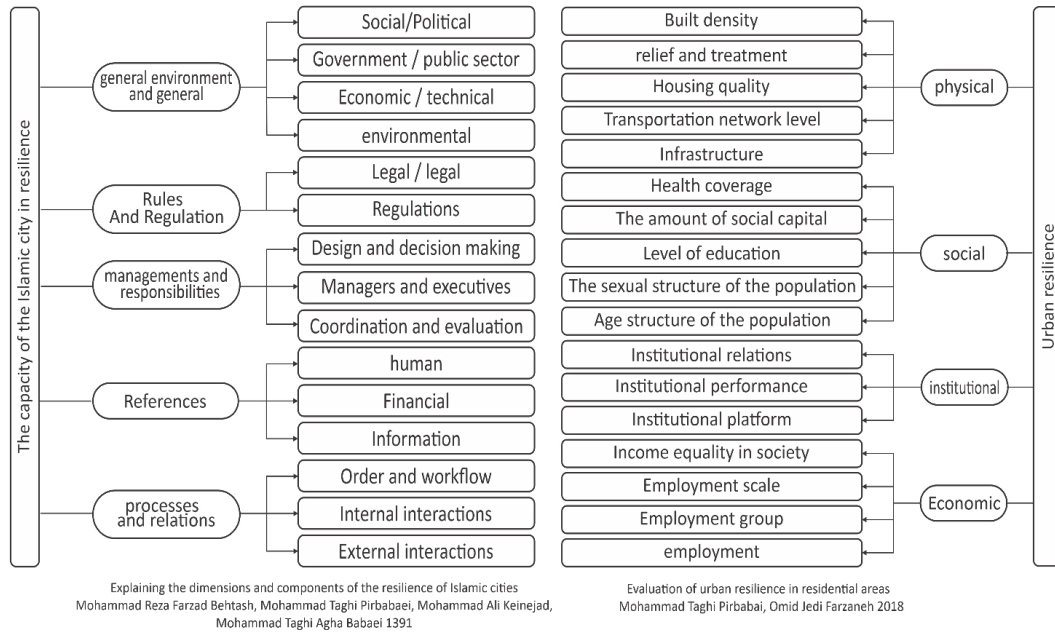 The capacity of the Islamic city in resilience
general environment
and general
Social/Political
Government / public sector
Economic / technical
environmental
Rules
And Regulation
Legal / legal
Regulations
managements and
responsibilities
Design and decision making
Managers and executives
Coordination and evaluation
References
human
Financial
Information
processes
and relations
Order and workflow
Internal interactions
External interactions
Explaining the dimensions and components of the resilience of Islamic cities
Mohammad Reza Farzad Behtash, Mohammad Taghi Pirbabaei, Mohammad Ali Keinejad,
Mohammad Taghi Agha Babaei 1391
Built density
relief and treatment
Housing quality
Transportation network level
Infrastructure
physical
Health coverage
The amount of social capital
Level of education
The sexual structure of the population
Age structure of the population
social
Institutional relations
Institutional performance
Institutional platform
institutional
Income equality in society
Employment scale
Employment group
employment
Economic
Urban resilience
Evaluation of urban resilience in residential areas
Mohammad Taghi Pirbabai, Omid Jedi Farzaneh 2018